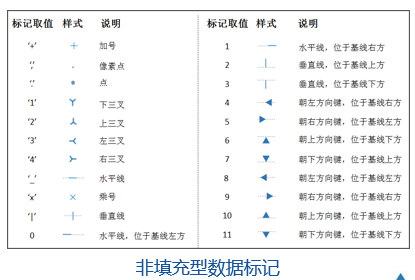 标记取值 样式 说明
'+' 加号
',' 像素点
'.' 点
'1' 下三叉
'2' 上三叉
'3' 左三叉
'4' 右三叉
'_' 水平线
'x' 乘号
'|' 垂直线
0 水平线，位于基线左方
标记取值 样式 说明
1 水平线，位于基线右方
2 垂直线，位于基线上方
3 垂直线，位于基线下方
4 朝左方向键，位于基线右方
5 朝右方向键，位于基线左方
6 朝上方向键，位于基线下方
7 朝下方向键，位于基线上方
8 朝左方向键，位于基线左方
9 朝右方向键，位于基线右方
10 朝上方向键，位于基线上方
11 朝下方向键，位于基线下方
非填充型数据标记